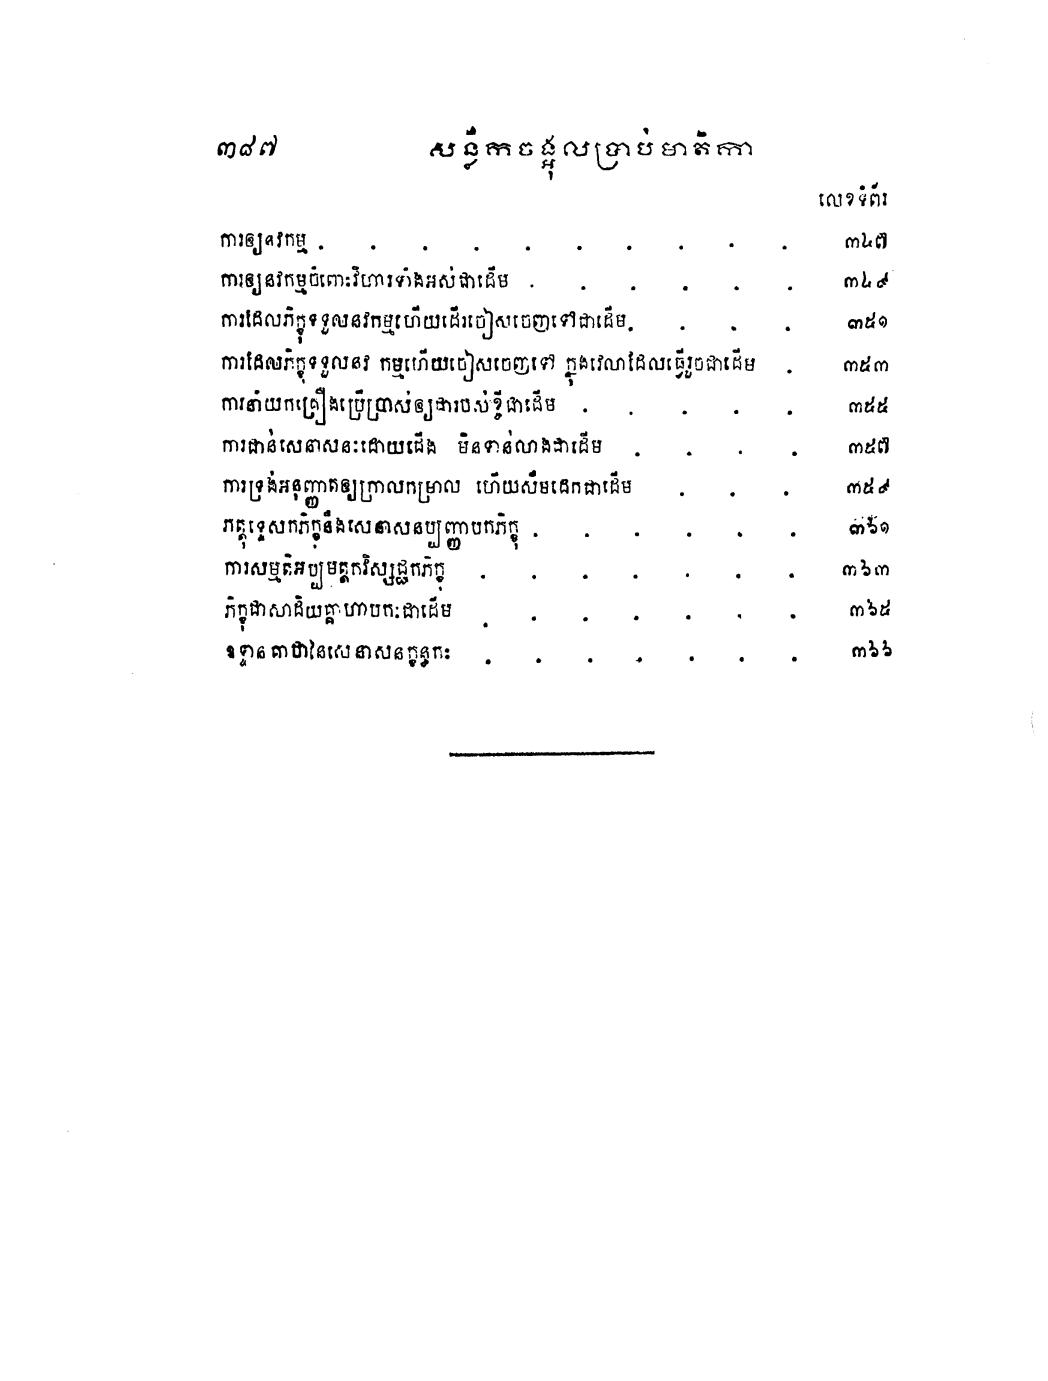 ៣៨៧ សន្លឹកចង្អុលប្រាប់មាតិកា
លេខទំព័រ
ការឲ្យនវកម្ម . . . . . . . . . . ៣៤៧
ការឲ្យនវកម្មចំពោះវិហារទាំងអស់ជាដើម . . . . . . ៣៤៩
ការដែលភិក្ខុទទួលនវកម្មហើយដើរចៀសចេញទៅជាដើម . . . . ៣៥១
ការដែលភិក្ខុទទួលនវ កម្មហើយចៀសចេញទៅ ក្នុងវេលាដែលធ្វើរួចជាដើម . ៣៥៣
ការនាំយកគ្រឿងប្រើប្រាស់ឲ្យជារបស់ខ្ចីជាដើម . . . . . ៣៥៥
ការជាន់សេនាសនៈដោយជើង មិនទាន់លាងជាដើម . . . . ៣៥៧
ការទ្រង់អនុញ្ញាតឲ្យក្រាលកម្រាល ហើយសឹមដេកជាដើម . . . ៣៥៩
ភត្តុទ្ទេសកភិក្ខុនឹងសេនាសនប្បញ្ញាបកភិក្ខុ . . . . . . ៣៦១
ការសម្មតិអប្បមត្តកវិស្សជ្ជកភិក្ខុ . . . . . . . ៣៦៣
ភិក្ខុជាសាដិយគ្គាហាបកៈជាដើម . . . . . . . ៣៦៥
ឧទ្ទានគាថានៃសេនាសនក្ខន្ធកៈ . . . . . . . ៣៦៦